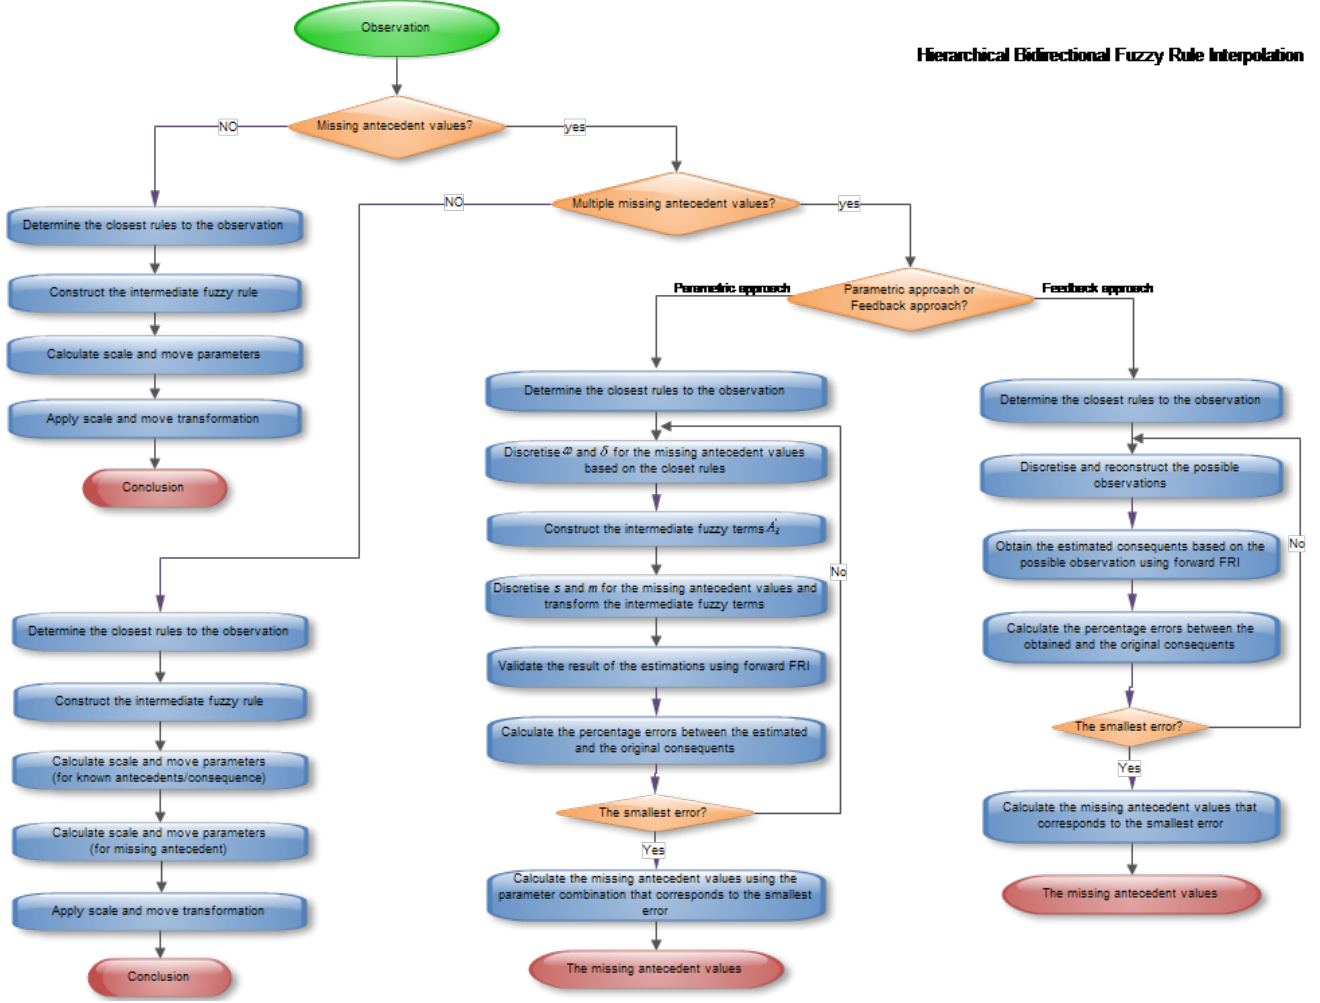 Observation
Hierarchical Bidirectional Fuzzy Rule Interpolation
Missing antecedent values?
NO
yes
Multiple missing antecedent values?
NO
yes
Determine the closest rules to the observation
Construct the intermediate fuzzy rule
Calculate scale and move parameters
Apply scale and move transformation
Conclusion
Parametric approach or
Feedback approach?
Parametric approach
Feedback approach
Determine the closest rules to the observation
Construct the intermediate fuzzy rule
Calculate scale and move parameters
(for known antecedents/consequence)
Calculate scale and move parameters
(for missing antecedent)
Apply scale and move transformation
Conclusion
Determine the closest rules to the observation
Discretise ω and δ for the missing antecedent values
based on the closet rules
Construct the intermediate fuzzy terms A'ᵢ
Discretise s and m for the missing antecedent values and
transform the intermediate fuzzy terms
Validate the result of the estimations using forward FRI
Calculate the percentage errors between the estimated
and the original consequents
The smallest error?
No
Yes
Calculate the missing antecedent values using the
parameter combination that corresponds to the smallest
error
The missing antecedent values
Determine the closest rules to the observation
Discretise and reconstruct the possible
observations
Obtain the estimated consequents based on the
possible observation using forward FRI
Calculate the percentage errors between the
obtained and the original consequents
The smallest error?
No
Yes
Calculate the missing antecedent values that
corresponds to the smallest error
The missing antecedent values